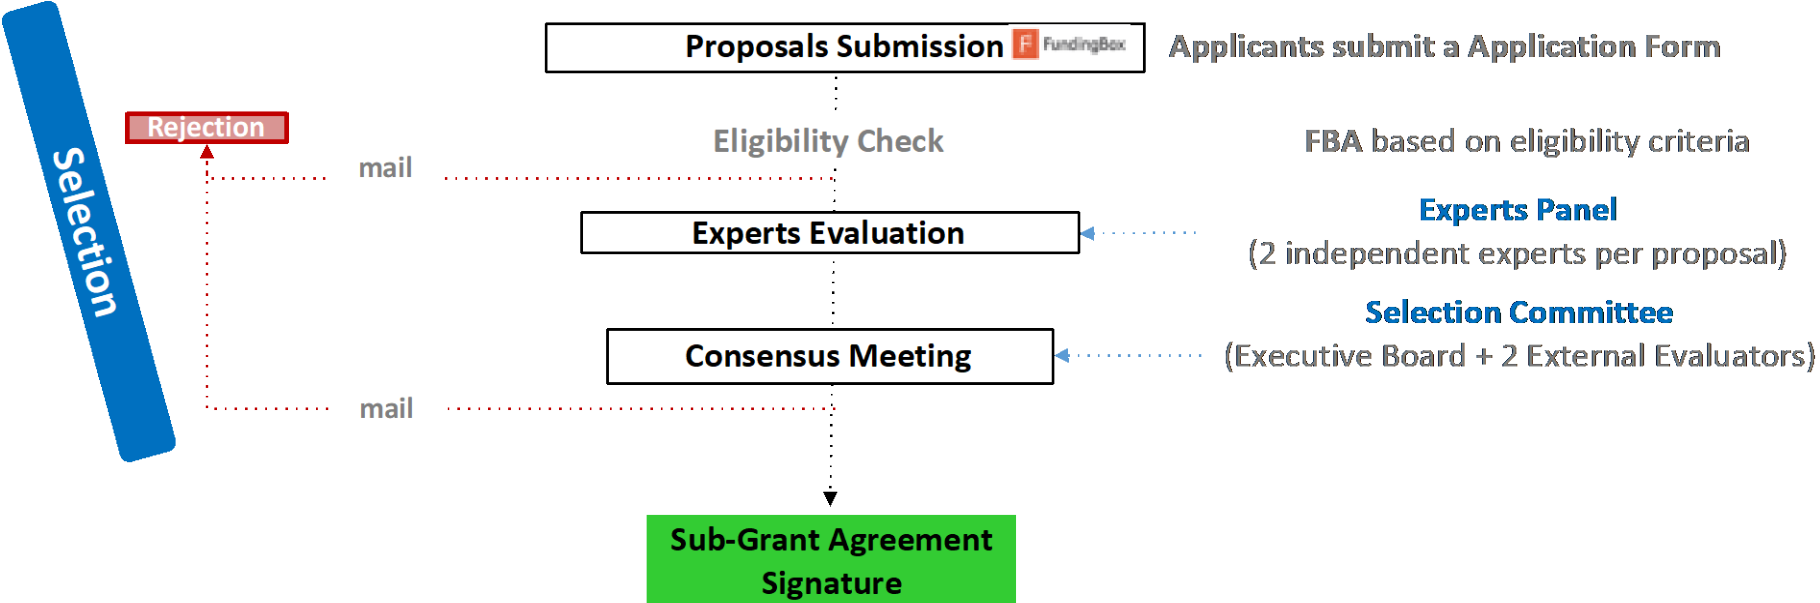 Proposals Submission FundingBox Applicants submit a Application Form
Rejection
Eligibility Check FBA based on eligibility criteria
mail
Selection
Experts Panel
Experts Evaluation
(2 independent experts per proposal)
Selection Committee
Consensus Meeting (Executive Board + 2 External Evaluators)
mail
Sub-Grant Agreement
Signature